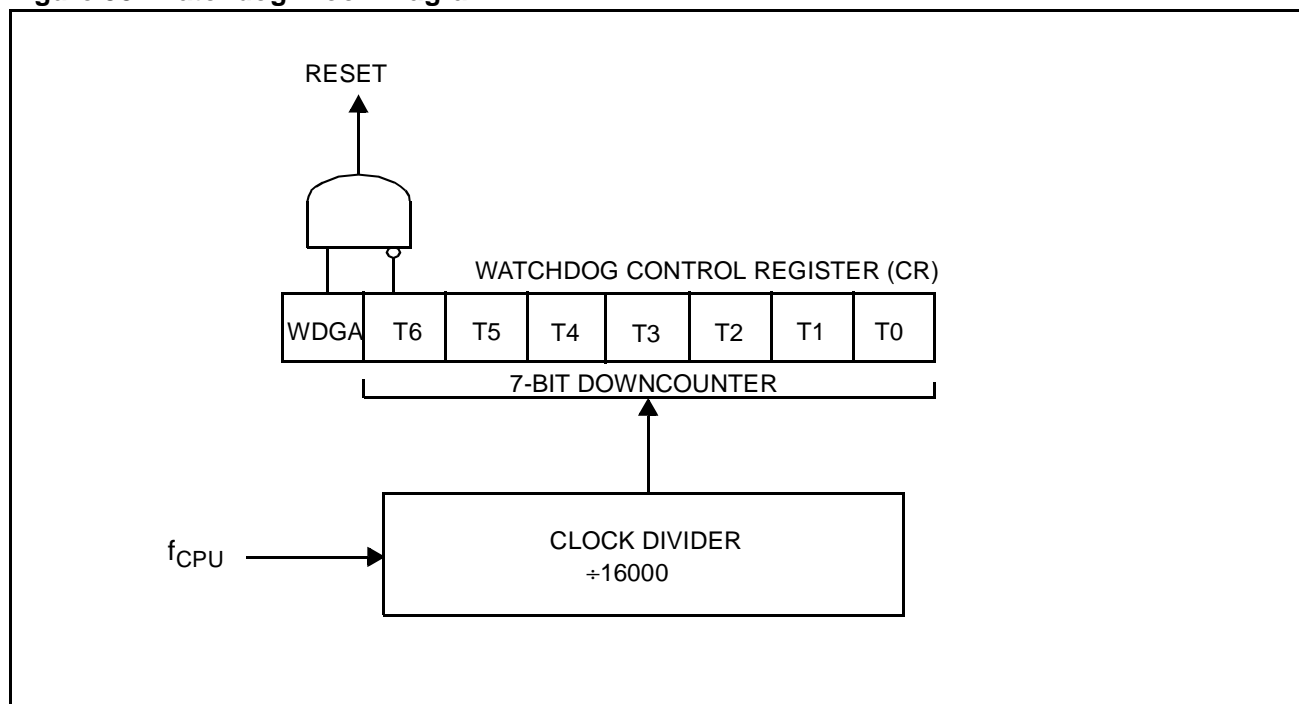 RESET
WATCHDOG CONTROL REGISTER (CR)
WDGA T6 T5 T4 T3 T2 T1 T0
7-BIT DOWNCOUNTER
fCPU
CLOCK DIVIDER
÷16000